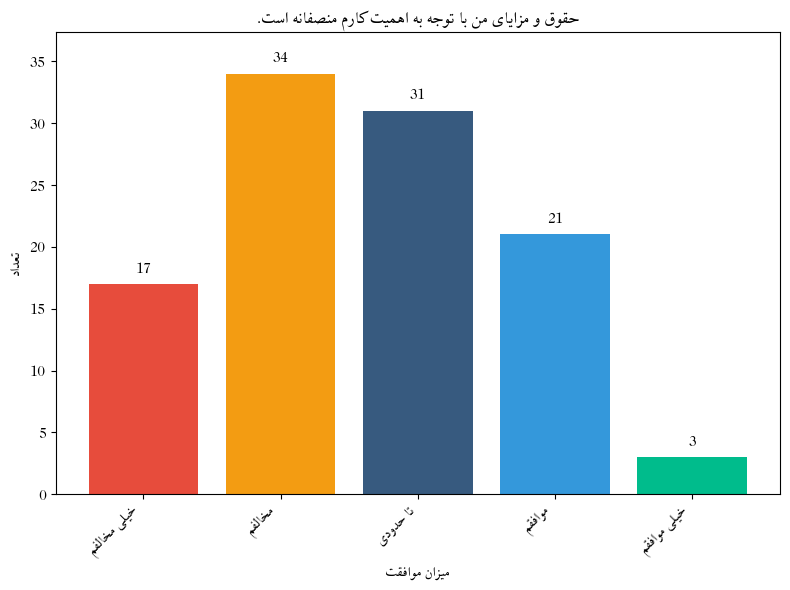 حقوق و مزایای من با توجه به اهمیت کارم منصفانه است.
35
30
25
20
15
10
5
0
تعداد
17
34
31
21
3
خیلی مخالفم
مخالفم
تا حدودی
موافقم
خیلی موافقم
میزان موافقت